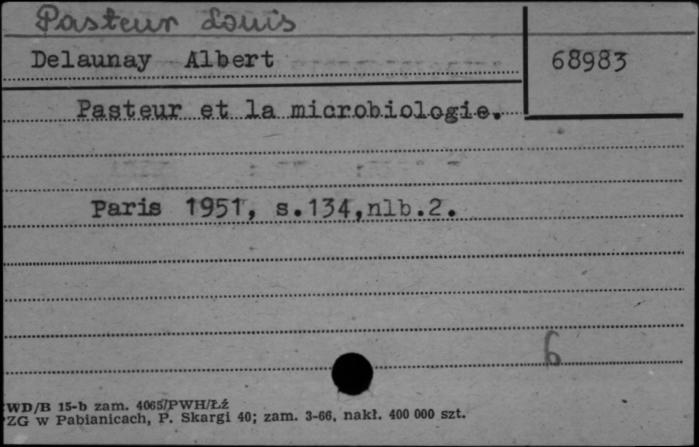 Pasteur Louis
Delaunay Albert
68983
Pasteur et la microbiologie.
Paris 1951, s.134,nlb.2.
6
WD/B 15-b zam. 4065/PWH/Łź
PZG w Pabianicach, P. Skargi 40; zam. 3-66, nakł. 400 000 szt.